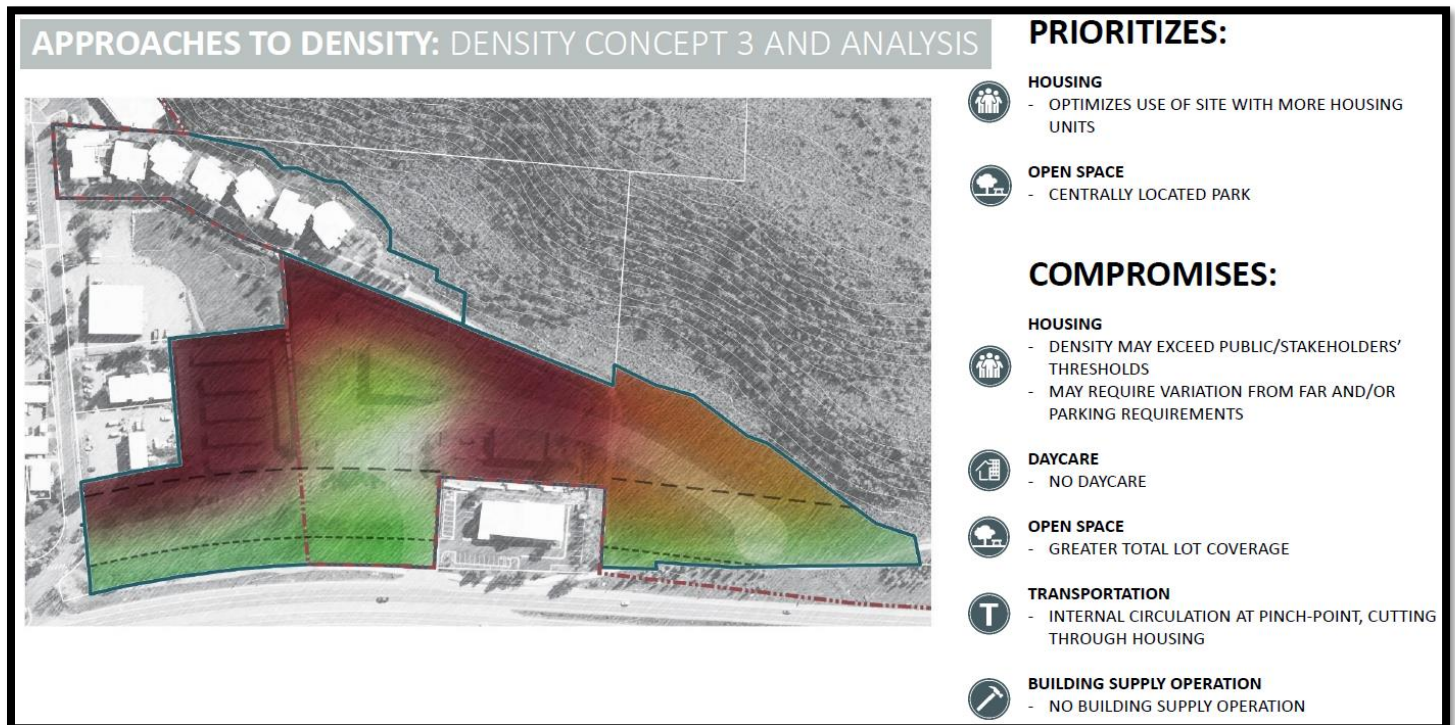 APPROACHES TO DENSITY: DENSITY CONCEPT 3 AND ANALYSIS
PRIORITIZES:
HOUSING
- OPTIMIZES USE OF SITE WITH MORE HOUSING
UNITS
OPEN SPACE
- CENTRALLY LOCATED PARK
COMPROMISES:
HOUSING
- DENSITY MAY EXCEED PUBLIC/STAKEHOLDERS’
THRESHOLDS
- MAY REQUIRE VARIATION FROM FAR AND/OR
PARKING REQUIREMENTS
DAYCARE
- NO DAYCARE
OPEN SPACE
- GREATER TOTAL LOT COVERAGE
T
TRANSPORTATION
- INTERNAL CIRCULATION AT PINCH-POINT, CUTTING
THROUGH HOUSING
BUILDING SUPPLY OPERATION
- NO BUILDING SUPPLY OPERATION